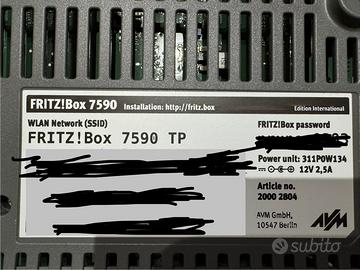 FRITZ!Box 7590 Installation: http://fritz.box Edition International
WLAN Network (SSID)
FRITZ!Box 7590 TP
FRITZ!Box password
Power unit: 311P0W134
12V 2,5A
Article no.
2000 2804
AVM GmbH,
10547 Berlin
AVM
subito